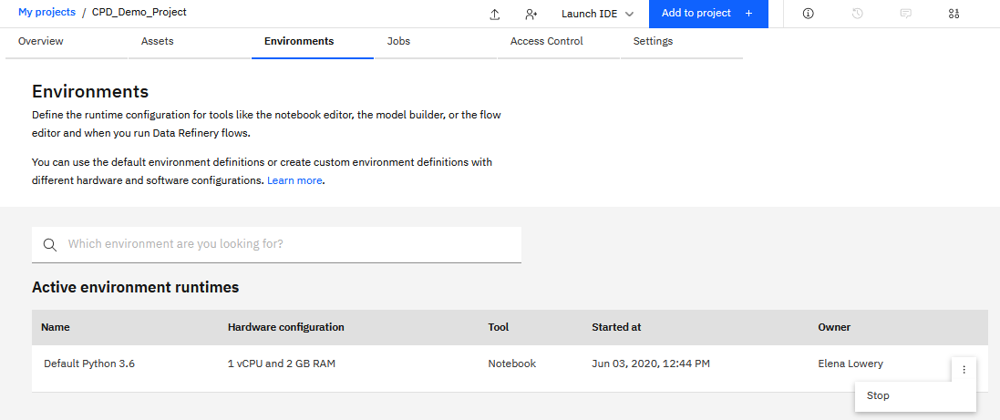 My projects / CPD_Demo_Project
Launch IDE
Add to project +
Overview
Assets
Environments
Jobs
Access Control
Settings
Environments
Define the runtime configuration for tools like the notebook editor, the model builder, or the flow
editor and when you run Data Refinery flows.
You can use the default environment definitions or create custom environment definitions with
different hardware and software configurations. Learn more.
Which environment are you looking for?
Active environment runtimes
Name Hardware configuration Tool Started at Owner
Default Python 3.6 1 vCPU and 2 GB RAM Notebook Jun 03, 2020, 12:44 PM Elena Lowery
Stop